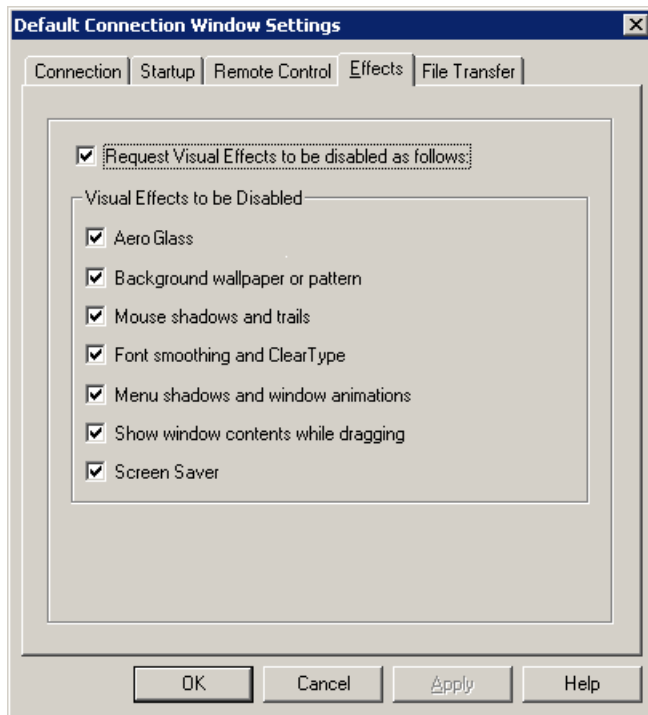 Default Connection Window Settings
Connection Startup Remote Control Effects File Transfer
Request Visual Effects to be disabled as follows:
Visual Effects to be Disabled
Aero Glass
Background wallpaper or pattern
Mouse shadows and trails
Font smoothing and ClearType
Menu shadows and window animations
Show window contents while dragging
Screen Saver
OK Cancel Apply Help